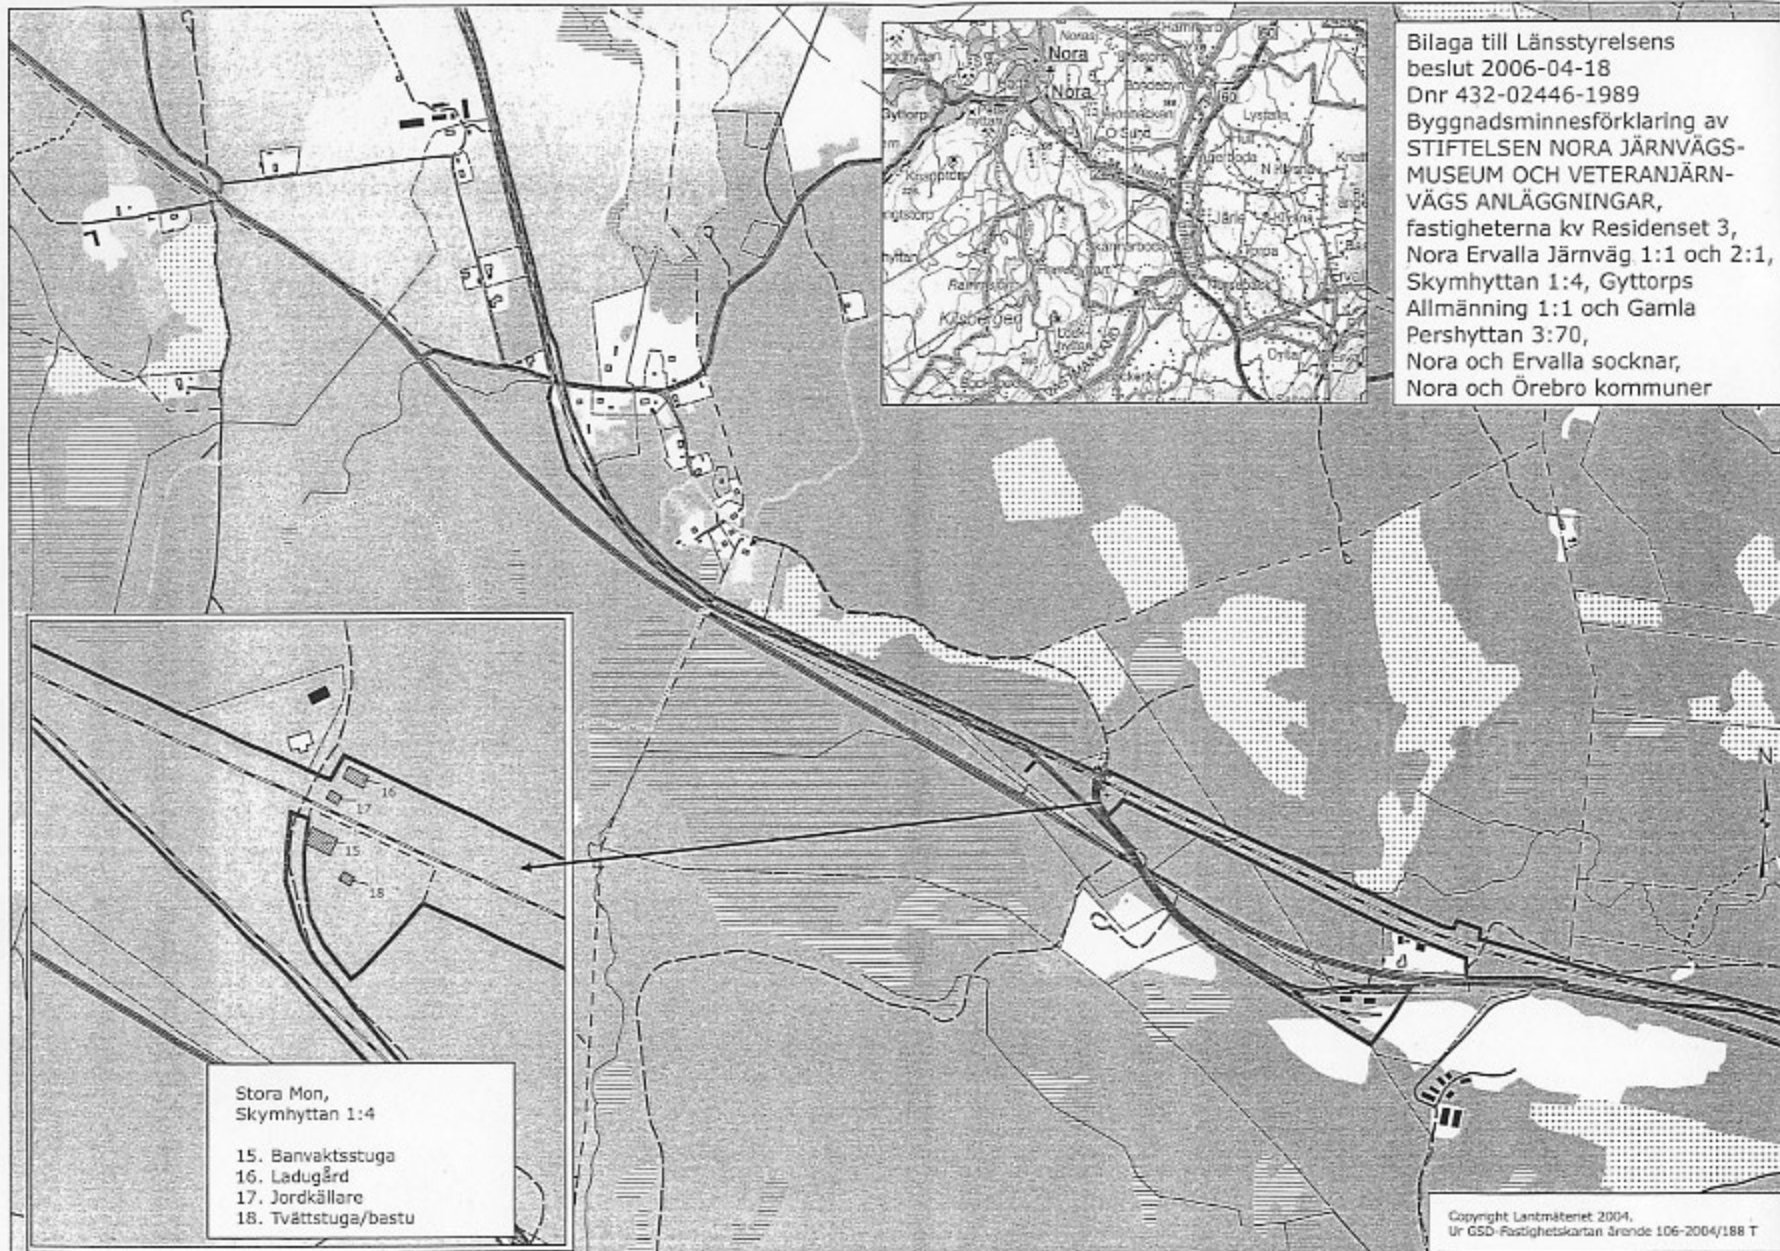 Bilaga till Länsstyrelsens
beslut 2006-04-18
Dnr 432-02446-1989
Byggnadsminnesförklaring av
STIFTELSEN NORA JÄRNVÄGS-
MUSEUM OCH VETERANJÄRN-
VÄGS ANLÄGGNINGAR,
fastigheterna kv Residenset 3,
Nora Ervalla Järnväg 1:1 och 2:1,
Skymhyttan 1:4, Gyttorps
Allmänning 1:1 och Gamla
Pershyttan 3:70,
Nora och Ervalla socknar,
Nora och Örebro kommuner
Nora
Nora
Lystalla
Järle
Kilsbergen
N
16
17
15
18
Stora Mon,
Skymhyttan 1:4
15. Banvaktsstuga
16. Ladugård
17. Jordkällare
18. Tvättstuga/bastu
Copyright Lantmäteriet 2004.
Ur GSD-Fastighetskartan ärende 106-2004/188 T